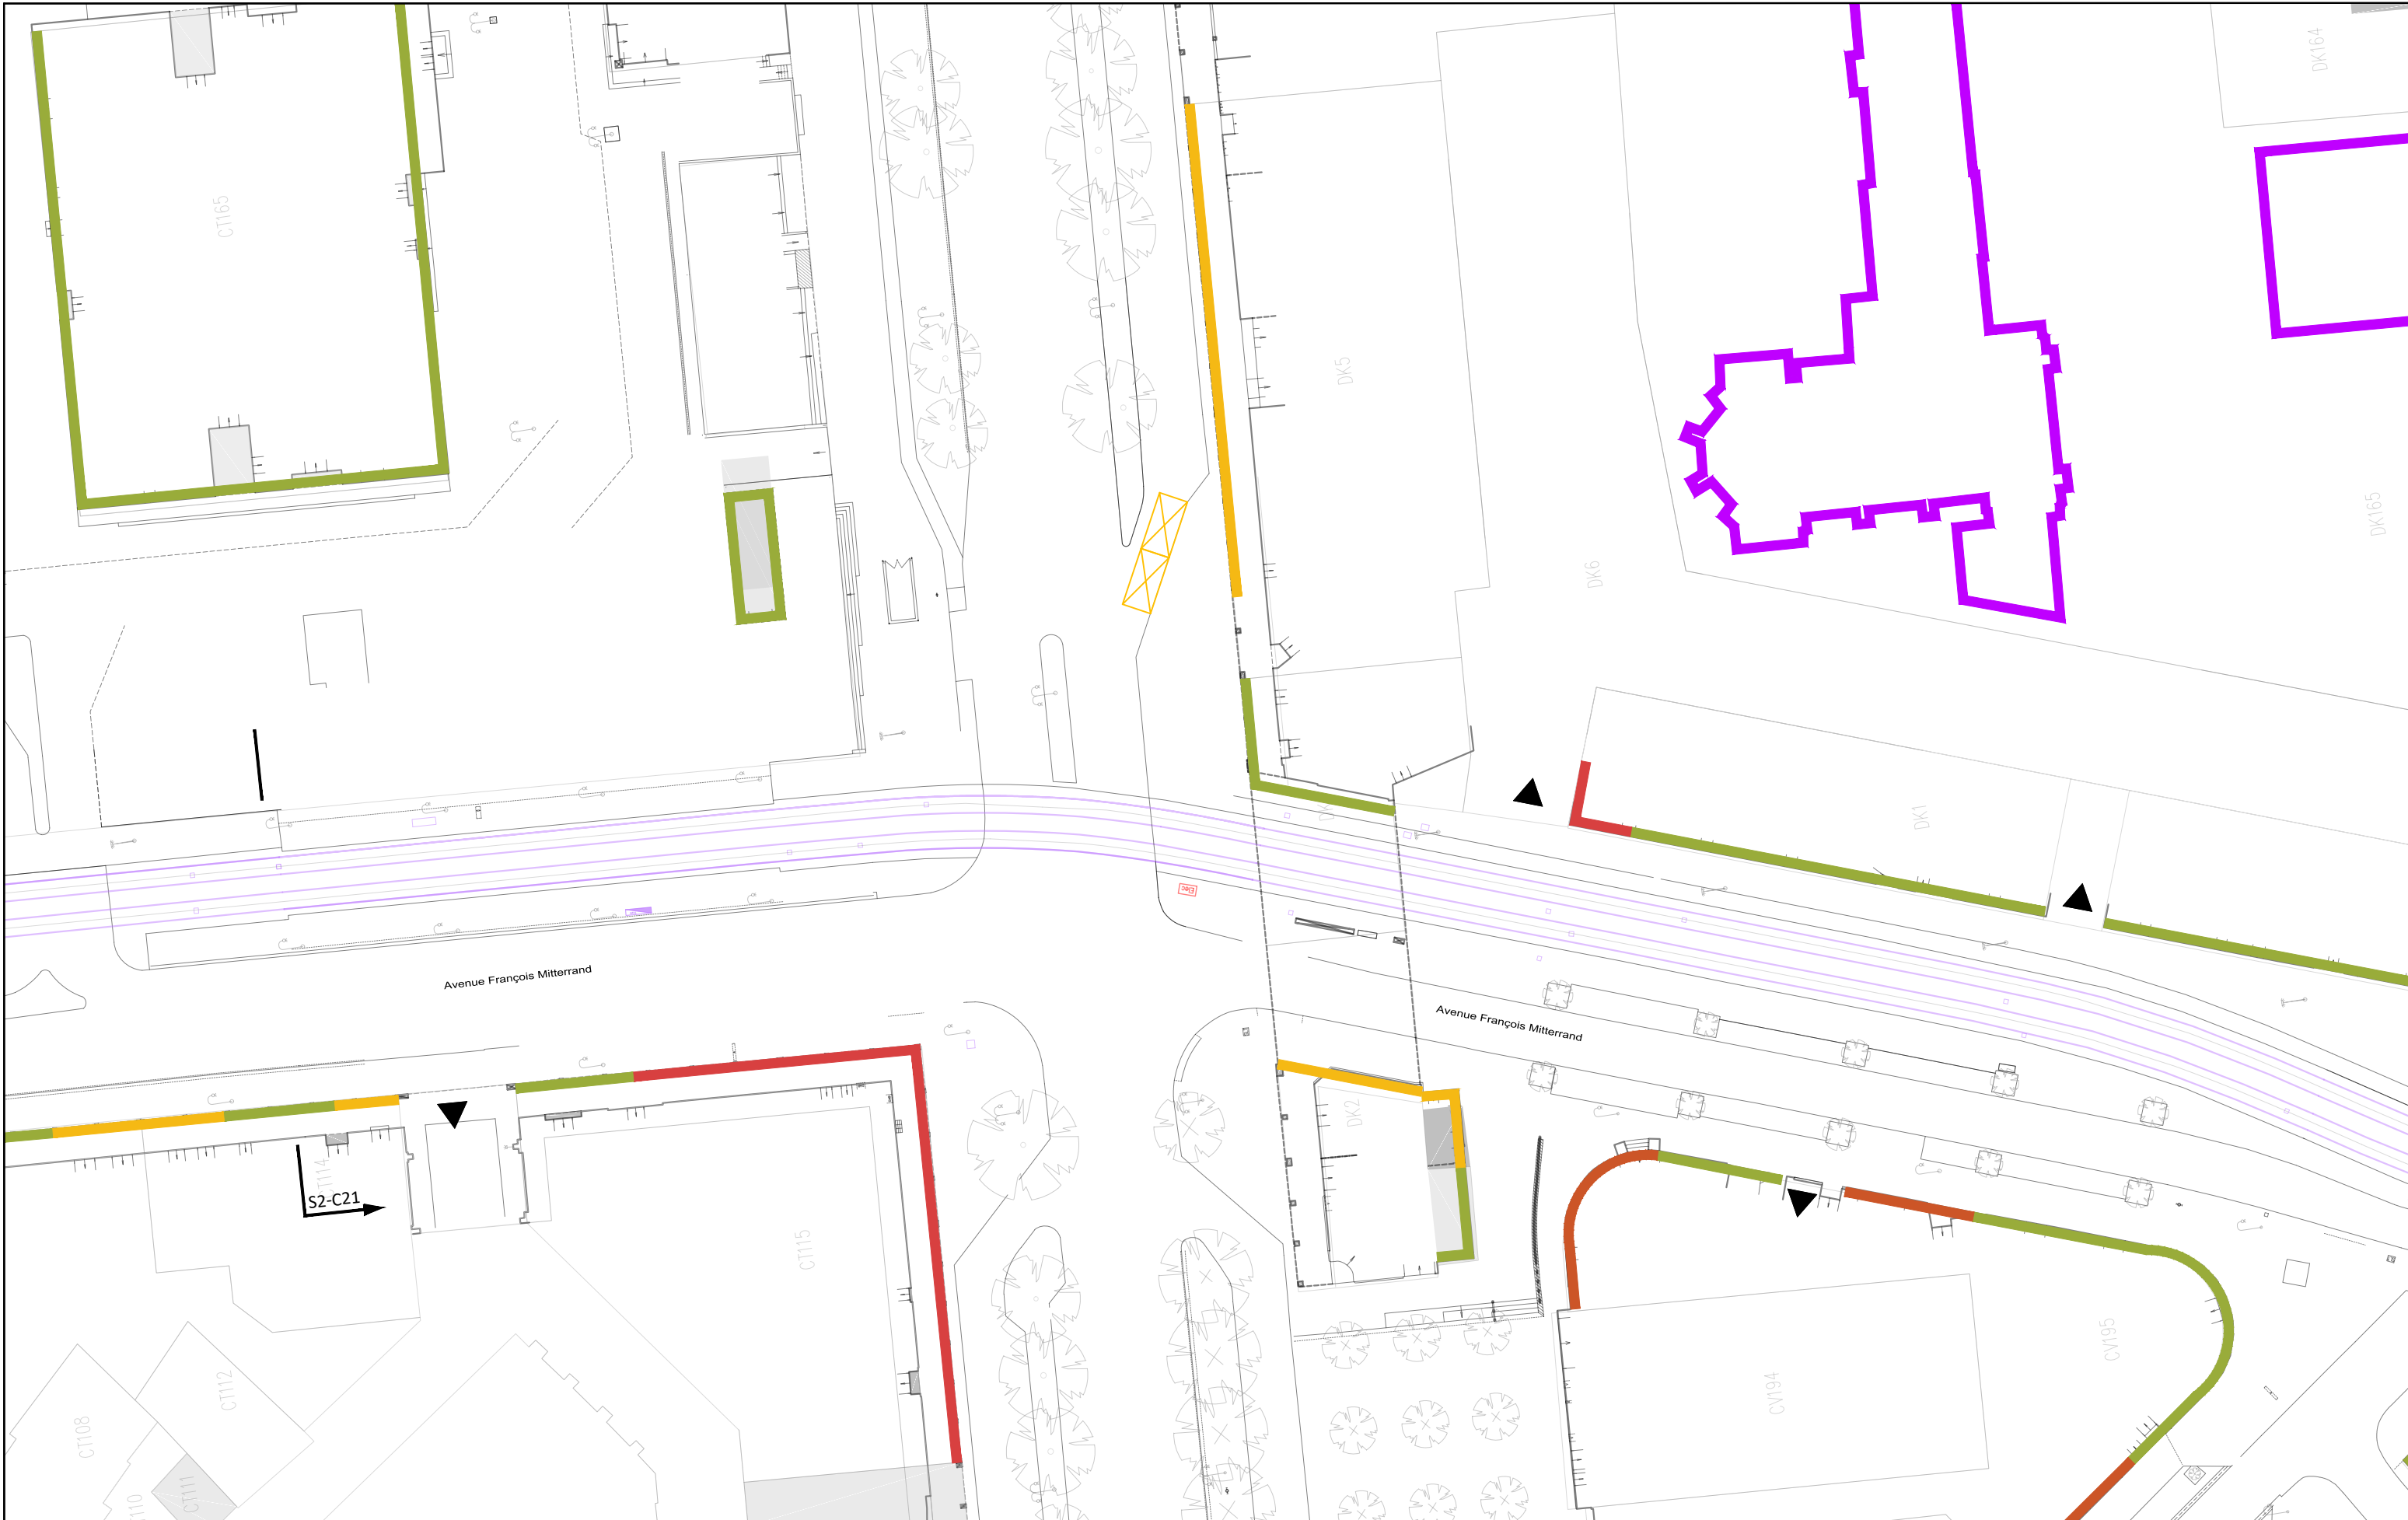 DK164
CT165
DK5
DK165
DK6
DK1
Elec
Avenue François Mitterrand
Avenue François Mitterrand
DK2
S2-C21
CT115
CV195
CV194
CT112
CT108
CT111